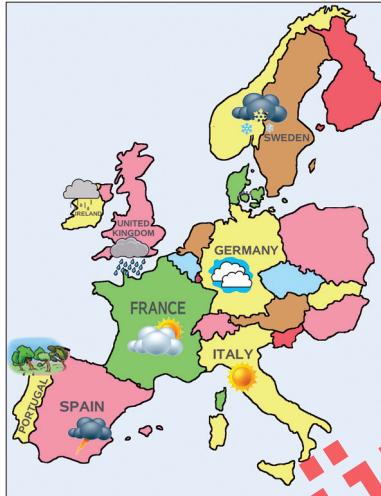 SWEDEN
IRELAND
UNITED
KINGDOM
GERMANY
FRANCE
ITALY
PORTUGAL
SPAIN